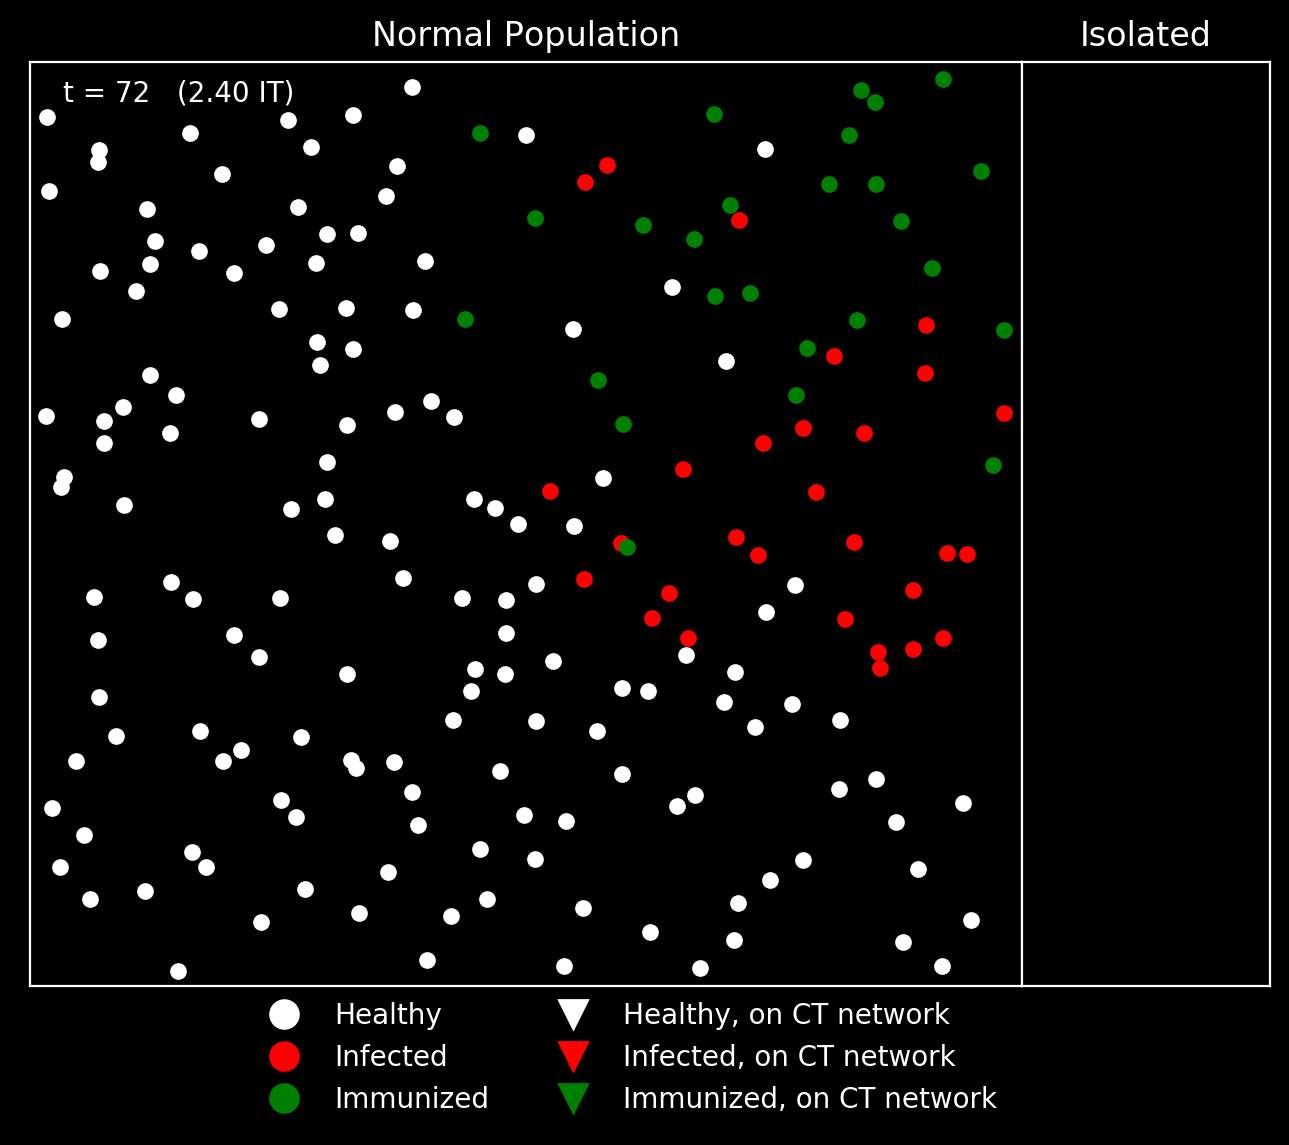 Normal Population
Isolated
t = 72   (2.40 IT)
Healthy
Infected
Immunized
Healthy, on CT network
Infected, on CT network
Immunized, on CT network